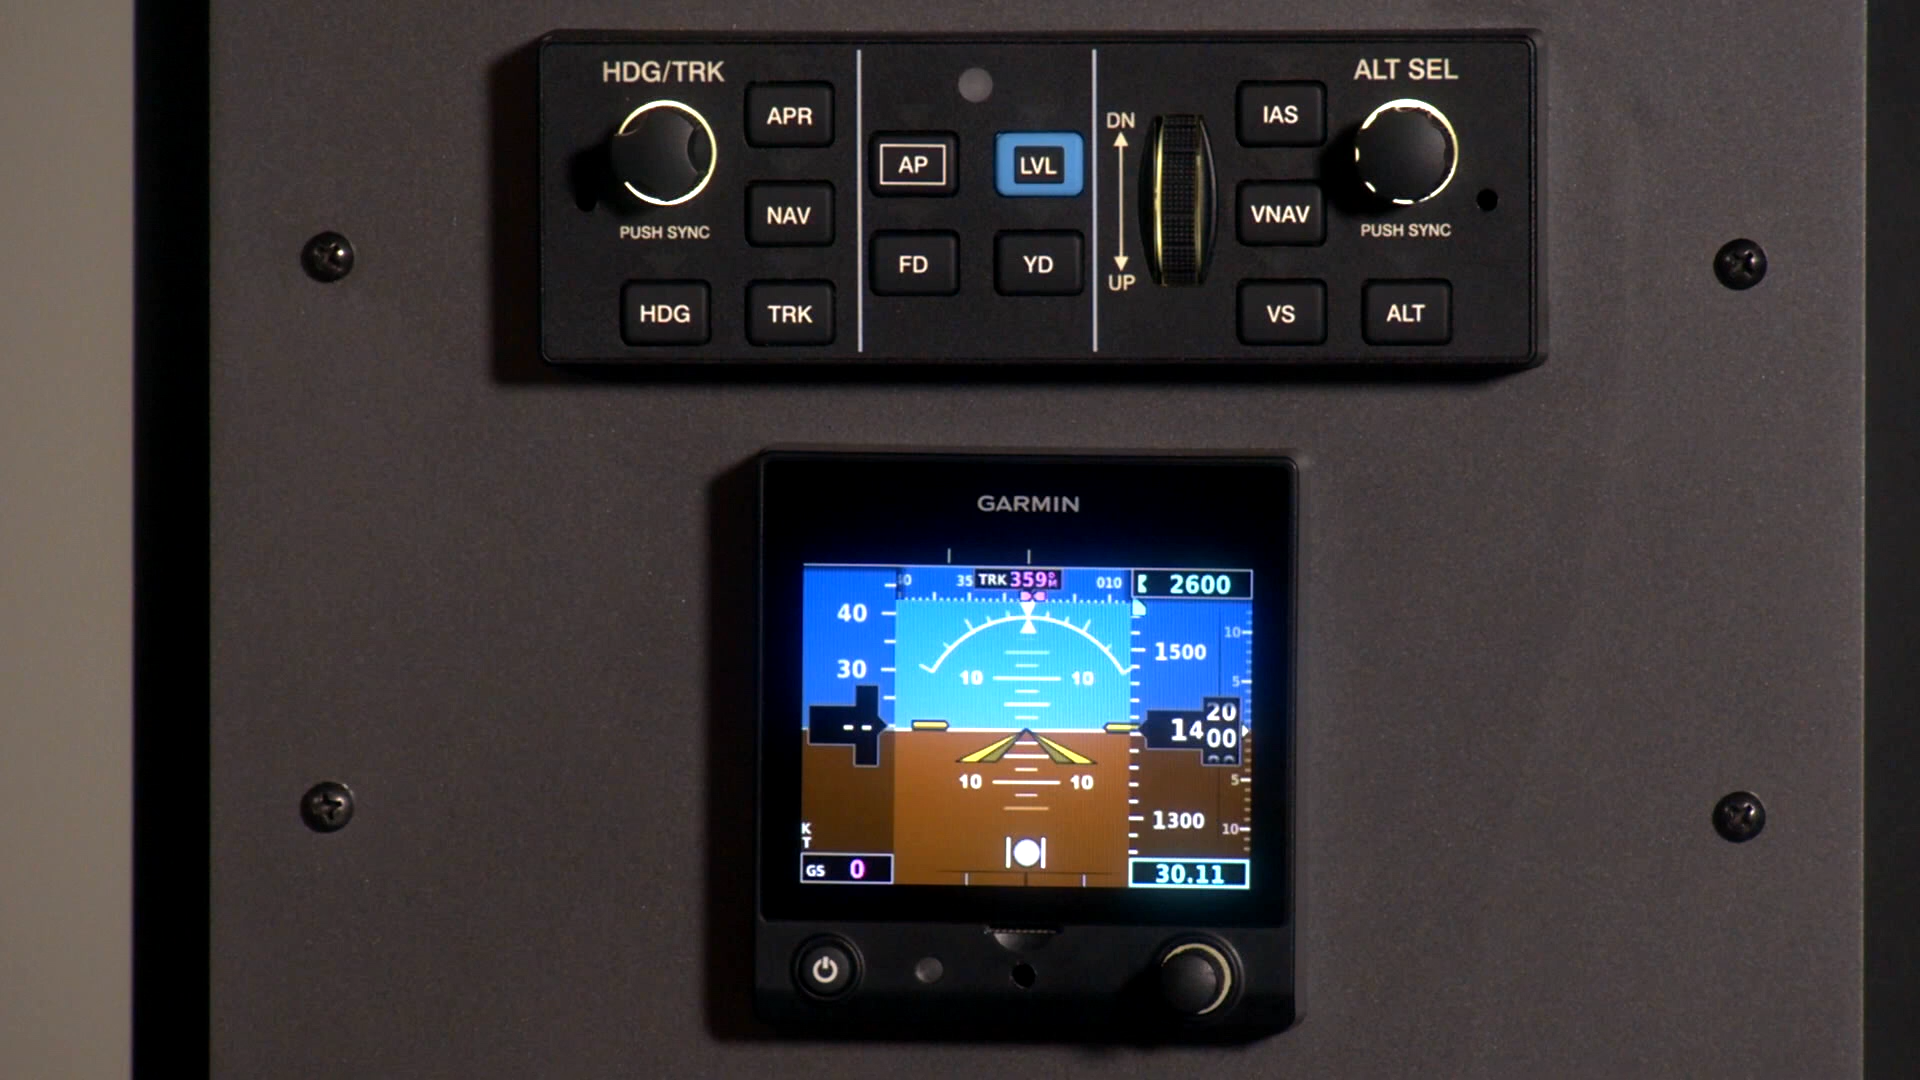 HDG/TRK
ALT SEL
APR
IAS
DN
AP
LVL
NAV
VNAV
PUSH SYNC
PUSH SYNC
FD
YD
UP
HDG
TRK
VS
ALT
GARMIN
35 TRK 359 010
2600
40
10
1500
30
10 10
5
20
-- 14 00
10 10
5
1300
10
K
T
GS 0
30.11